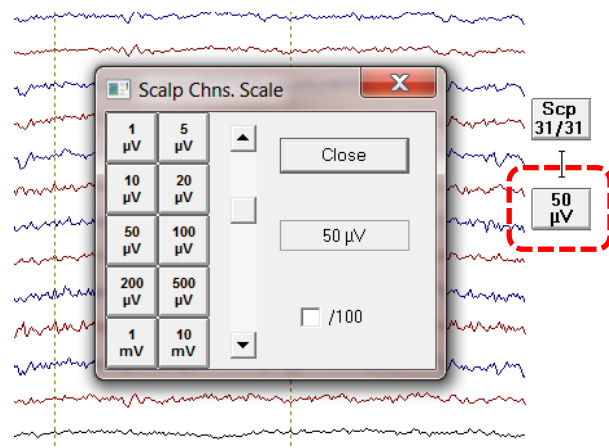 Scalp Chns. Scale
1
µV
5
µV
10
µV
20
µV
50
µV
100
µV
200
µV
500
µV
1
mV
10
mV
Close
50 µV
/100
Scp
31/31
50
µV